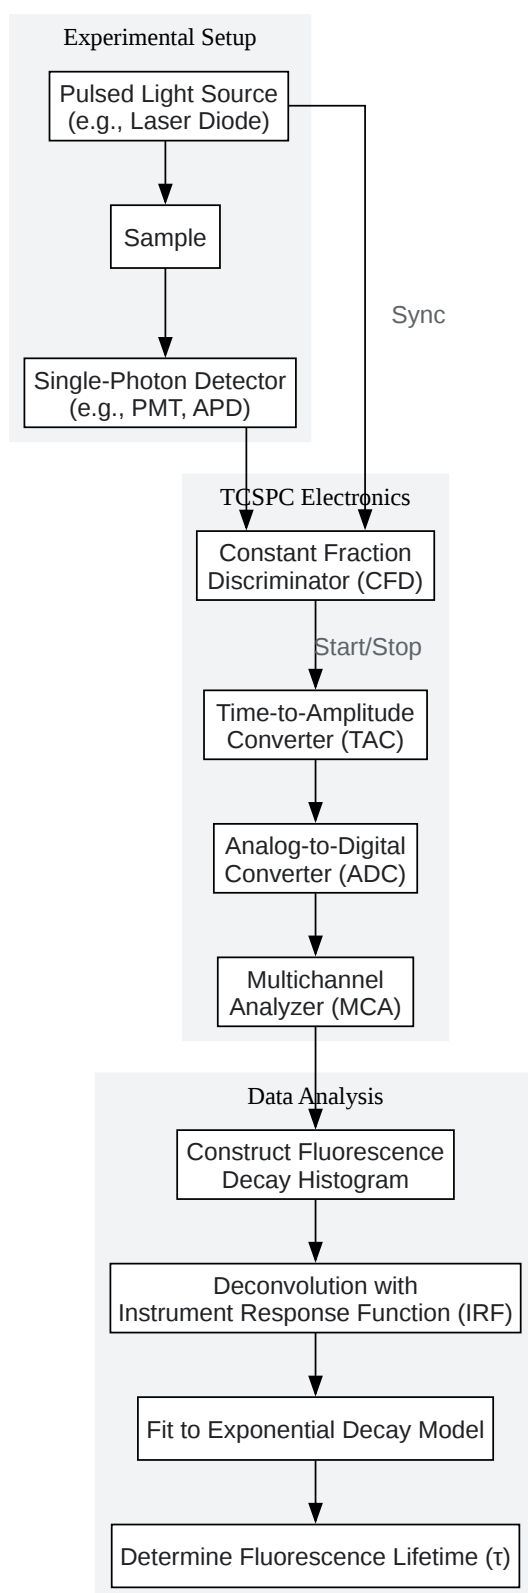 Experimental Setup
Pulsed Light Source
(e.g., Laser Diode)
Sample
Sync
Single-Photon Detector
(e.g., PMT, APD)
TCSPC Electronics
Constant Fraction
Discriminator (CFD)
Start/Stop
Time-to-Amplitude
Converter (TAC)
Analog-to-Digital
Converter (ADC)
Multichannel
Analyzer (MCA)
Data Analysis
Construct Fluorescence
Decay Histogram
Deconvolution with
Instrument Response Function (IRF)
Fit to Exponential Decay Model
Determine Fluorescence Lifetime (τ)